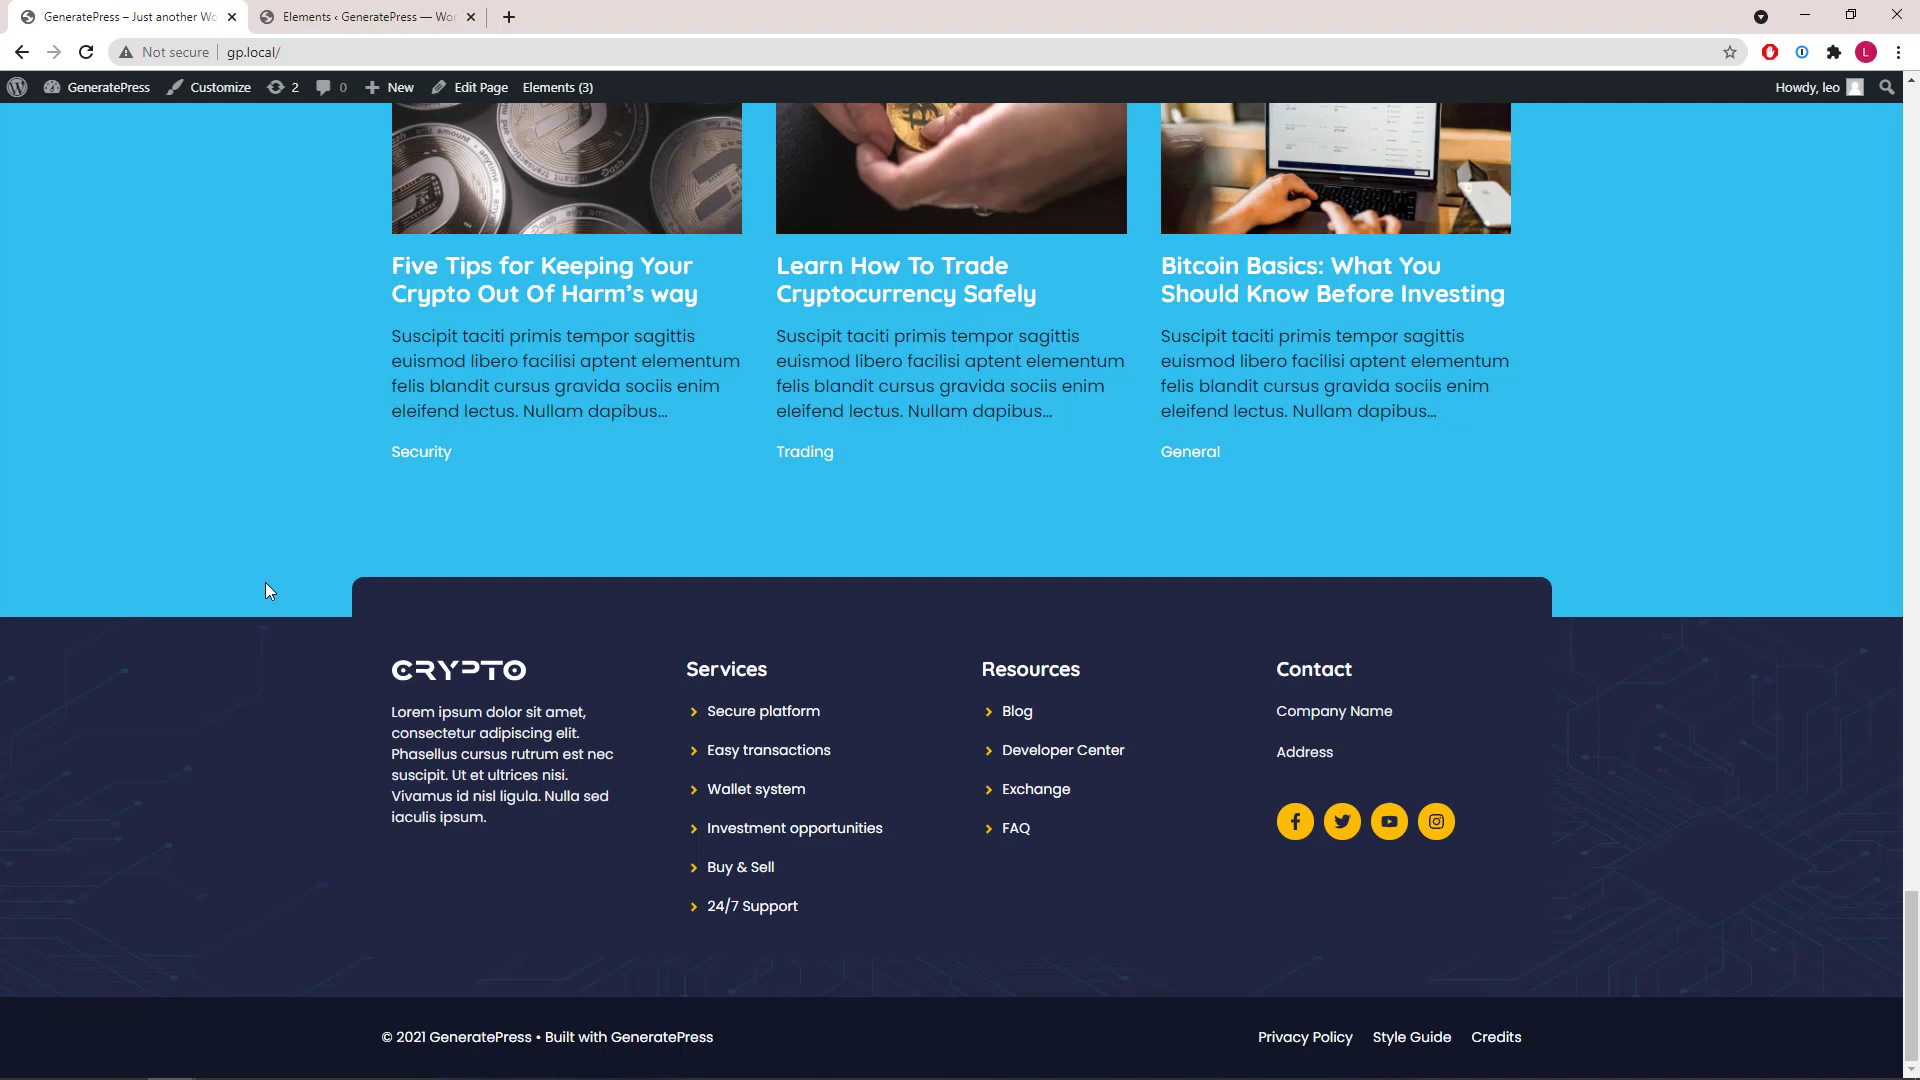 GeneratePress – Just another Wo
Elements ‹ GeneratePress — Wor
Not secure
gp.local/
GeneratePress
Customize
2
0
New
Edit Page
Elements (3)
Howdy, leo
L
Five Tips for Keeping Your
Crypto Out Of Harm’s way
Suscipit taciti primis tempor sagittis
euismod libero facilisi aptent elementum
felis blandit cursus gravida sociis enim
eleifend lectus. Nullam dapibus...
Security
Learn How To Trade
Cryptocurrency Safely
Suscipit taciti primis tempor sagittis
euismod libero facilisi aptent elementum
felis blandit cursus gravida sociis enim
eleifend lectus. Nullam dapibus...
Trading
Bitcoin Basics: What You
Should Know Before Investing
Suscipit taciti primis tempor sagittis
euismod libero facilisi aptent elementum
felis blandit cursus gravida sociis enim
eleifend lectus. Nullam dapibus...
General
CRYPTO
Lorem ipsum dolor sit amet,
consectetur adipiscing elit.
Phasellus cursus rutrum est nec
suscipit. Ut et ultrices nisi.
Vivamus id nisl ligula. Nulla sed
iaculis ipsum.
Services
Secure platform
Easy transactions
Wallet system
Investment opportunities
Buy & Sell
24/7 Support
Resources
Blog
Developer Center
Exchange
FAQ
Contact
Company Name
Address
© 2021 GeneratePress • Built with GeneratePress
Privacy Policy
Style Guide
Credits